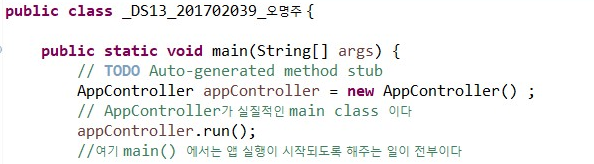 public class _DS13_201702039_오명주 {
public static void main(String[] args) {
// TODO Auto-generated method stub
AppController appController = new AppController() ;
// AppController가 실질적인 main class 이다
appController.run();
//여기 main() 에서는 앱 실행이 시작되도록 해주는 일이 전부이다